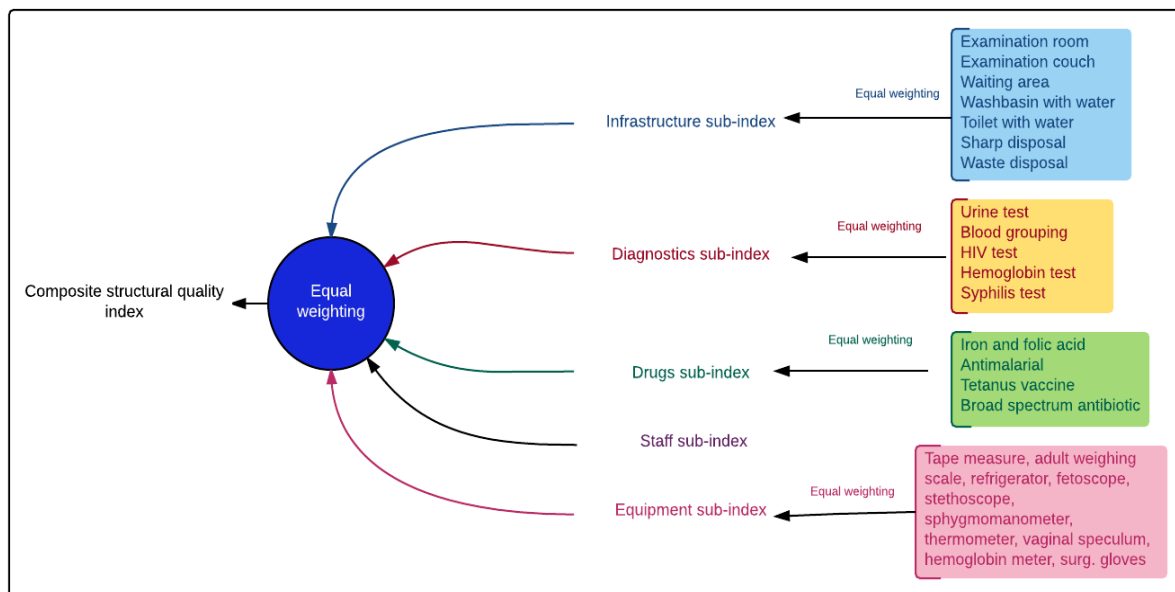 Examination room
Examination couch
Waiting area
Washbasin with water
Toilet with water
Sharp disposal
Waste disposal
Equal weighting
Infrastructure sub-index
Urine test
Blood grouping
HIV test
Hemoglobin test
Syphilis test
Equal weighting
Diagnostics sub-index
Equal
weighting
Composite structural quality
index
Iron and folic acid
Antimalarial
Tetanus vaccine
Broad spectrum antibiotic
Equal weighting
Drugs sub-index
Staff sub-index
Tape measure, adult weighing
scale, refrigerator, fetoscope,
stethoscope,
sphygmomanometer,
thermometer, vaginal speculum,
hemoglobin meter, surg. gloves
Equal weighting
Equipment sub-index